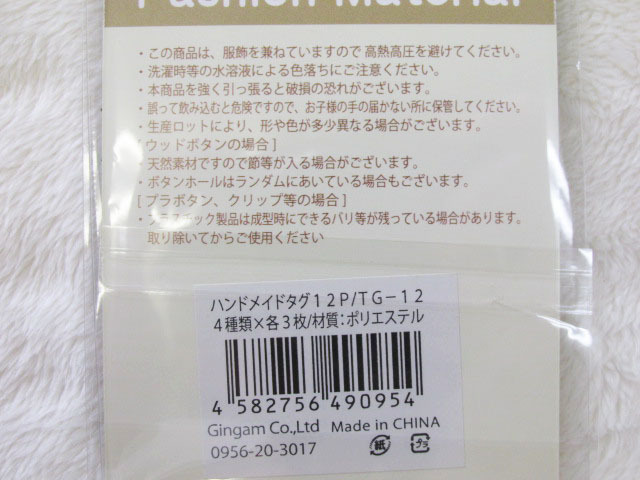 Fashion Material
・この商品は、服飾を兼ねていますので 高熱高圧を避けてください。
・洗濯時等の水溶液による色落ちにご注意ください。
・本商品を強く引っ張ると破損の恐れがございます。
・誤って飲み込むと危険ですので、お子様の手の届かない所に保管してください。
・生産ロットにより、形や色が多少異なる場合がございます。
[ウッドボタンの場合]
・天然素材ですので節等が入る場合がございます。
・ボタンホールはランダムにあいている場合もございます。
[プラボタン、クリップ等の場合]
・プラスチック製品は成型時にできるバリ等が残っている場合があります。
取り除いてからご使用ください
ハンドメイドタグ１２Ｐ/ＴＧ－１２
４種類×各３枚/材質：ポリエステル
4 582756 490954
Gingam Co.,Ltd Made in CHINA
0956-20-3017 紙 プラ